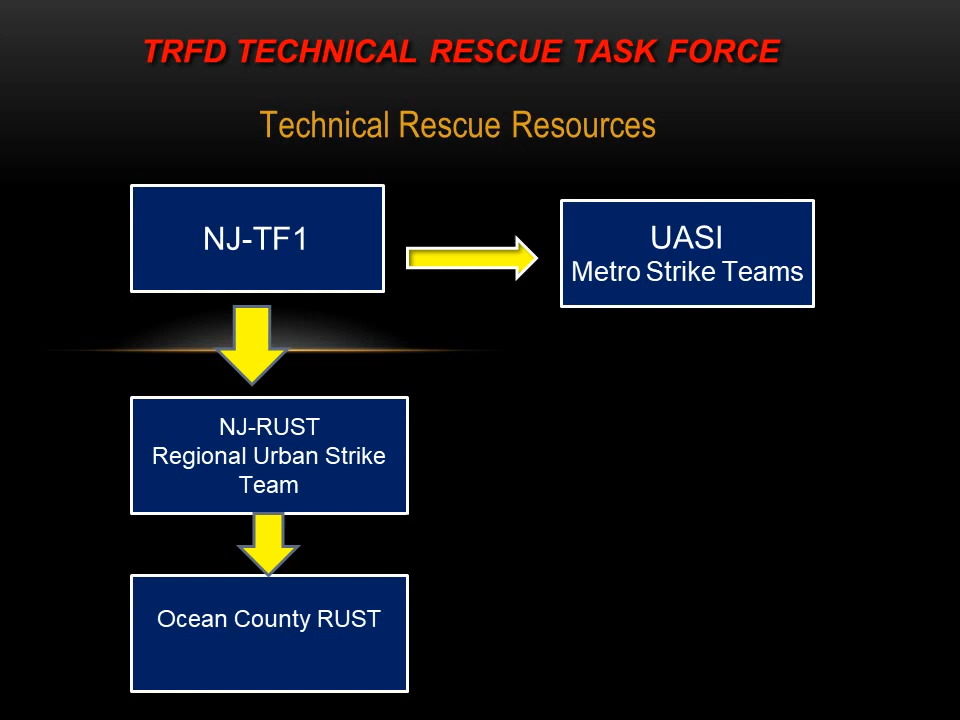 TRFD TECHNICAL RESCUE TASK FORCE
Technical Rescue Resources
NJ-TF1
UASI
Metro Strike Teams
NJ-RUST
Regional Urban Strike
Team
Ocean County RUST